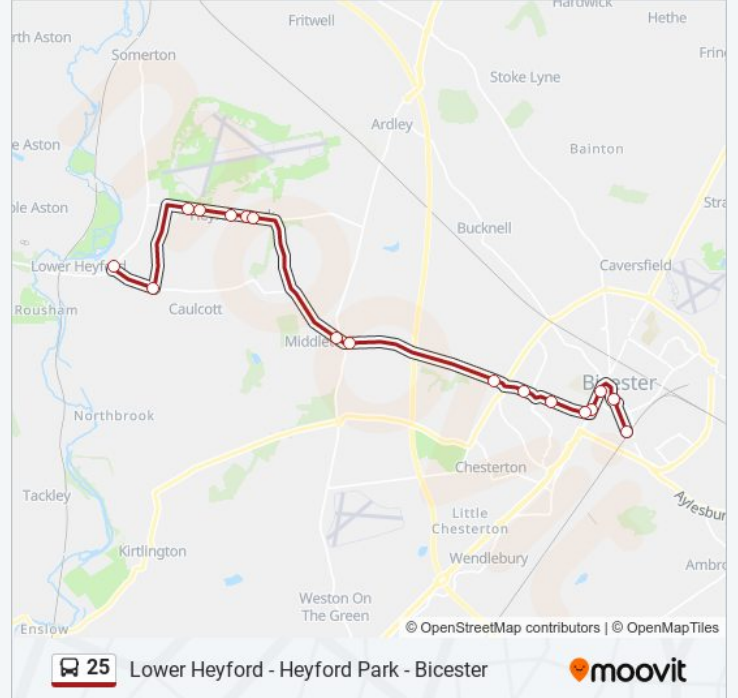 Hardwick
Fritwell
Hethe
rth Aston
Somerton
Frin
Stoke Lyne
Ardley
e Aston
Bainton
ple Aston
Stra
Bucknell
Lower Heyford
Caversfield
Rousham
Caulcott
Bicester
Northbrook
Chesterton
Tackley
Aylesbur
Little
Chesterton
Kirtlington
Wendlebury
Ambro
Weston On
The Green
Enslow
© OpenStreetMap contributors | © OpenMapTiles
25 Lower Heyford - Heyford Park - Bicester
moovit